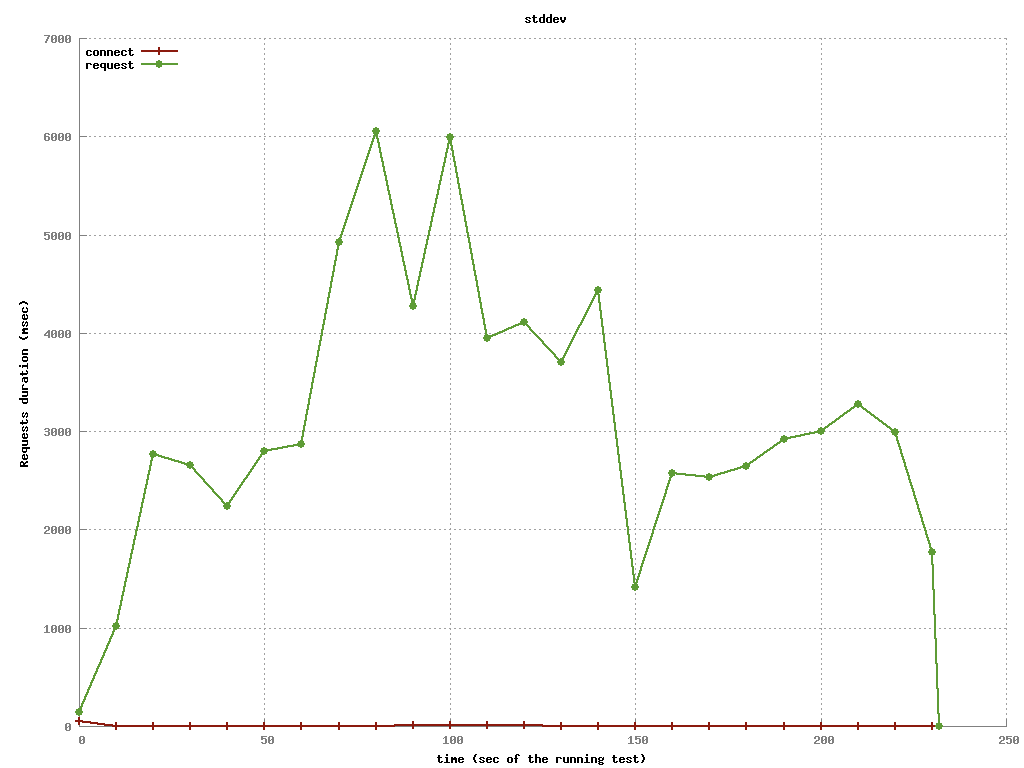 stddev
7000
connect
request
6000
5000
4000
3000
2000
1000
0
Requests duration (msec)
0 50 100 150 200 250
time (sec of the running test)